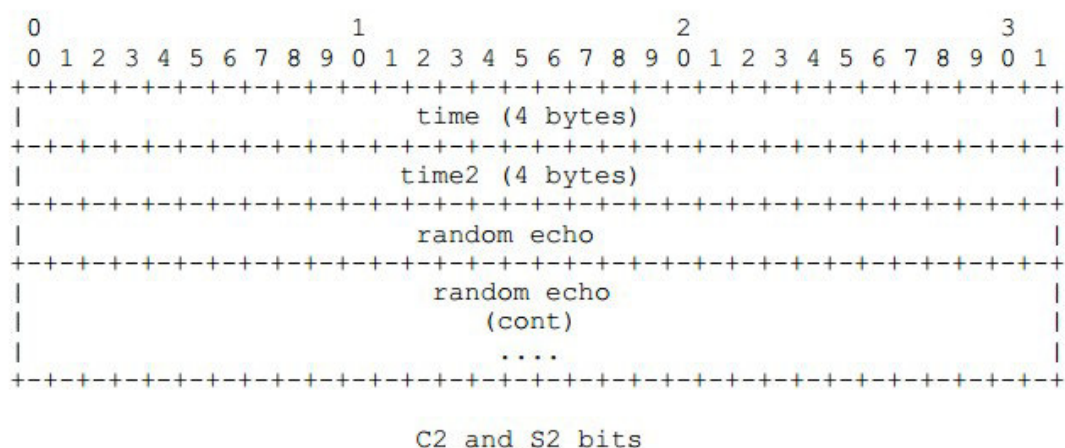 0                   1                   2                   3
 0 1 2 3 4 5 6 7 8 9 0 1 2 3 4 5 6 7 8 9 0 1 2 3 4 5 6 7 8 9 0 1
+-+-+-+-+-+-+-+-+-+-+-+-+-+-+-+-+-+-+-+-+-+-+-+-+-+-+-+-+-+-+-+-+
|                        time (4 bytes)                          |
+-+-+-+-+-+-+-+-+-+-+-+-+-+-+-+-+-+-+-+-+-+-+-+-+-+-+-+-+-+-+-+-+
|                       time2 (4 bytes)                          |
+-+-+-+-+-+-+-+-+-+-+-+-+-+-+-+-+-+-+-+-+-+-+-+-+-+-+-+-+-+-+-+-+
|                        random echo                             |
+-+-+-+-+-+-+-+-+-+-+-+-+-+-+-+-+-+-+-+-+-+-+-+-+-+-+-+-+-+-+-+-+
|                         random echo                            |
|                            (cont)                              |
|                             ....                               |
+-+-+-+-+-+-+-+-+-+-+-+-+-+-+-+-+-+-+-+-+-+-+-+-+-+-+-+-+-+-+-+-+
                        C2 and S2 bits